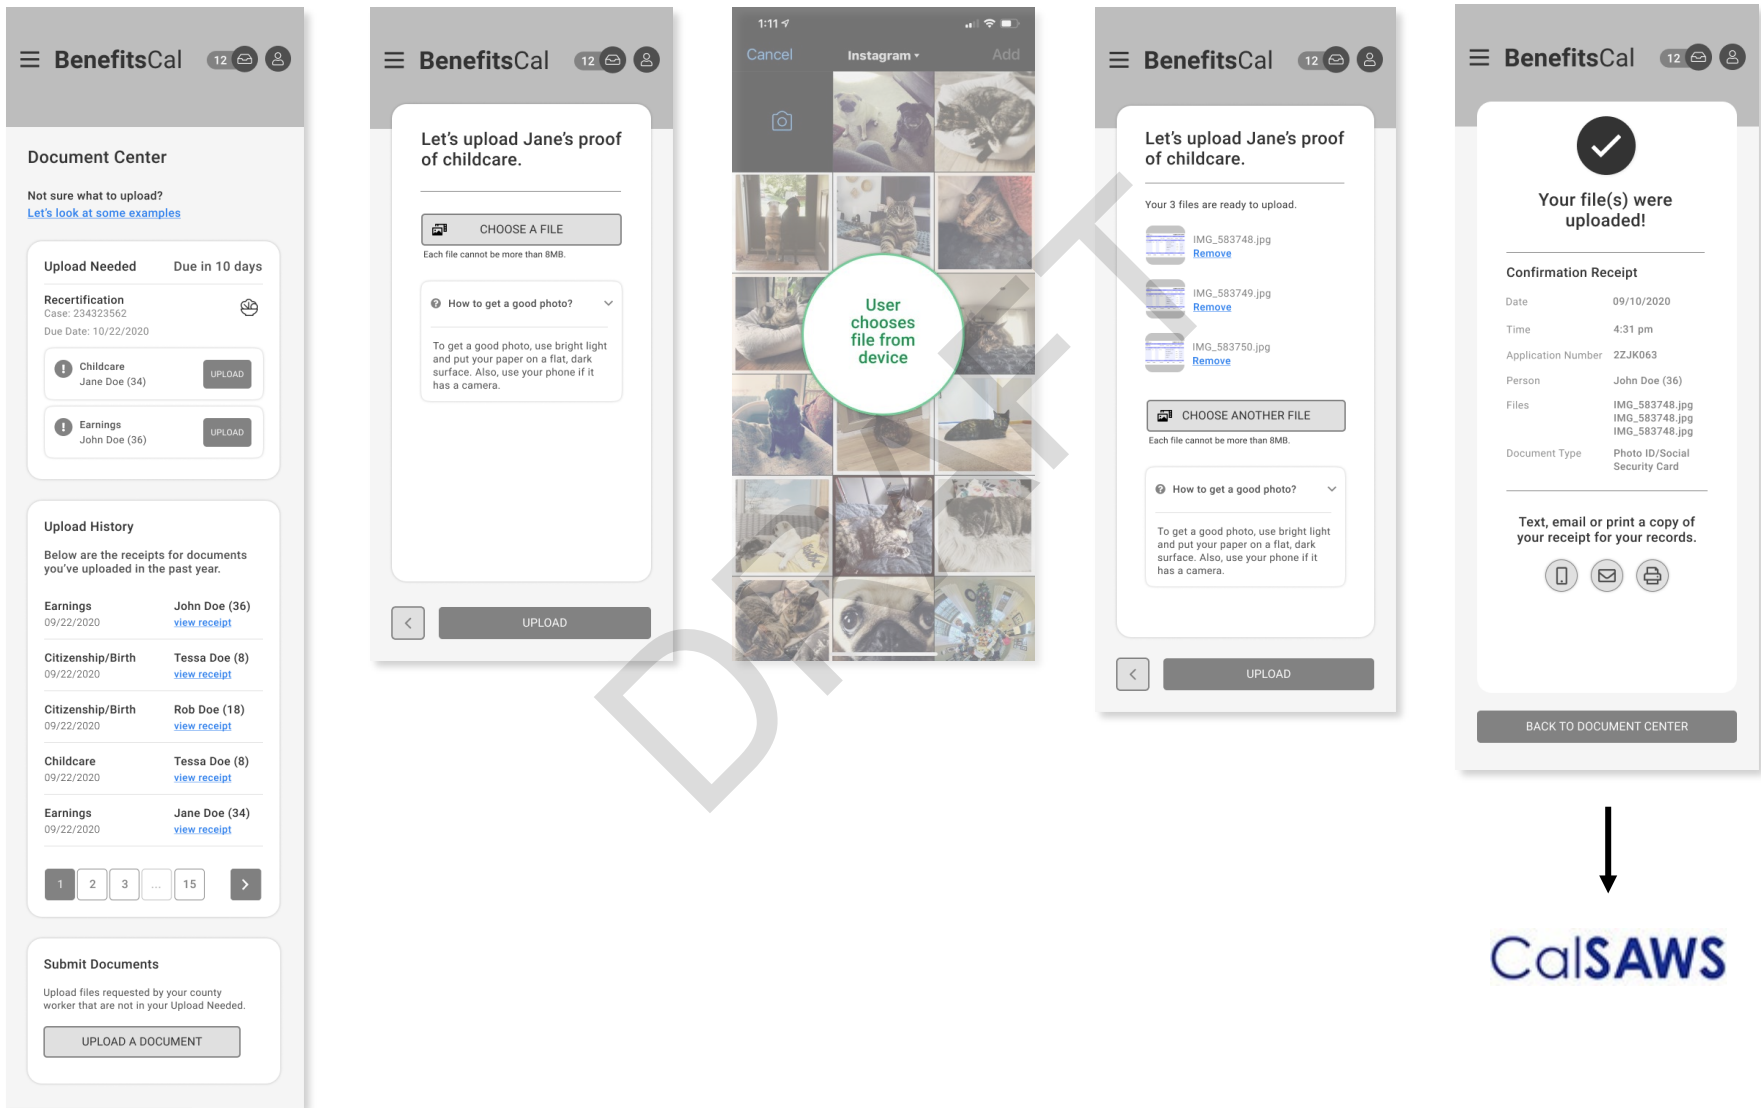 BenefitsCal
12
Document Center
Not sure what to upload?
Let's look at some examples
Upload Needed Due in 10 days
Recertification
Case: 234323562
Due Date: 10/22/2020
Childcare
Jane Doe (34)
UPLOAD
Earnings
John Doe (36)
UPLOAD
Upload History
Below are the receipts for documents
you've uploaded in the past year.
Earnings John Doe (36)
09/22/2020 view receipt
Citizenship/Birth Tessa Doe (8)
09/22/2020 view receipt
Citizenship/Birth Rob Doe (18)
09/22/2020 view receipt
Childcare Tessa Doe (8)
09/22/2020 view receipt
Earnings Jane Doe (34)
09/22/2020 view receipt
1 2 3 ... 15
Submit Documents
Upload files requested by your county
worker that are not in your Upload Needed.
UPLOAD A DOCUMENT
BenefitsCal
12
Let's upload Jane's proof
of childcare.
CHOOSE A FILE
Each file cannot be more than 8MB.
How to get a good photo?
To get a good photo, use bright light
and put your paper on a flat, dark
surface. Also, use your phone if it
has a camera.
UPLOAD
1:11
Cancel Instagram Add
User
chooses
file from
device
BenefitsCal
12
Let's upload Jane's proof
of childcare.
Your 3 files are ready to upload.
IMG_583748.jpg
Remove
IMG_583749.jpg
Remove
IMG_583750.jpg
Remove
CHOOSE ANOTHER FILE
Each file cannot be more than 8MB.
How to get a good photo?
To get a good photo, use bright light
and put your paper on a flat, dark
surface. Also, use your phone if it
has a camera.
UPLOAD
BenefitsCal
12
Your file(s) were
uploaded!
Confirmation Receipt
Date 09/10/2020
Time 4:31 pm
Application Number 2ZJK063
Person John Doe (36)
Files IMG_583748.jpg
IMG_583748.jpg
IMG_583748.jpg
Document Type Photo ID/Social
Security Card
Text, email or print a copy of
your receipt for your records.
BACK TO DOCUMENT CENTER
CalSAWS
DRAFT